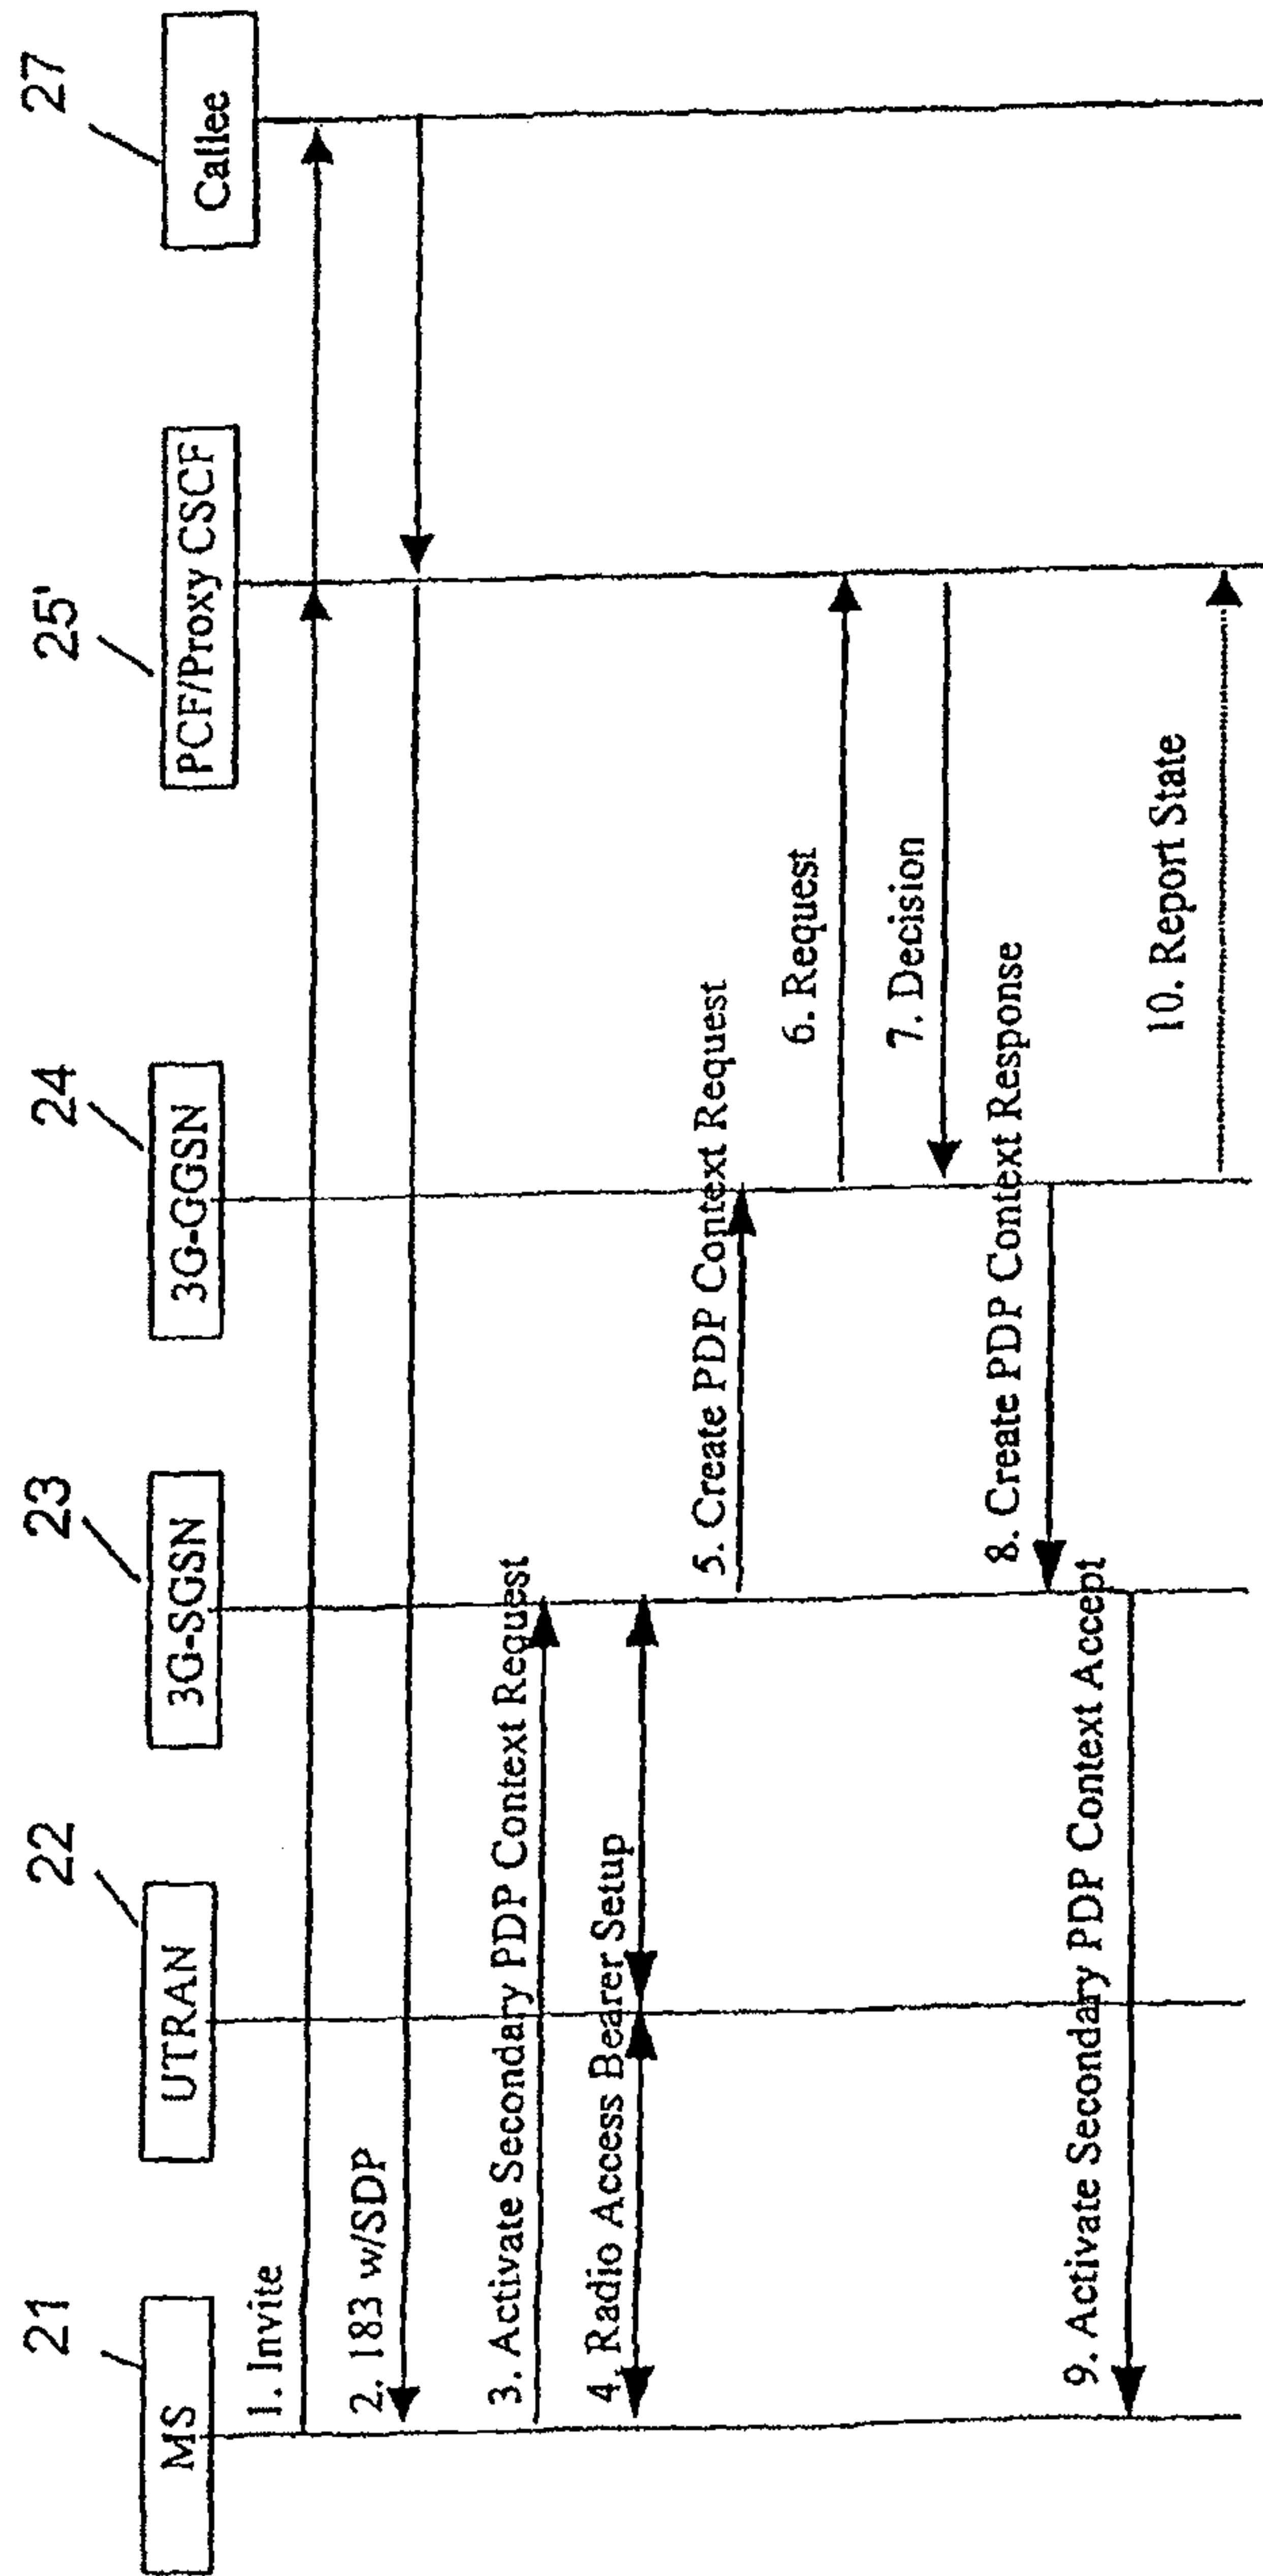 21
22
23
24
25'
27
MS
UTRAN
3G-SGSN
3G-GGSN
PCF/Proxy CSCF
Callee
1. Invite
2. 183 w/SDP
3. Activate Secondary PDP Context Request
4. Radio Access Bearer Setup
5. Create PDP Context Request
6. Request
7. Decision
8. Create PDP Context Response
9. Activate Secondary PDP Context Accept
10. Report State